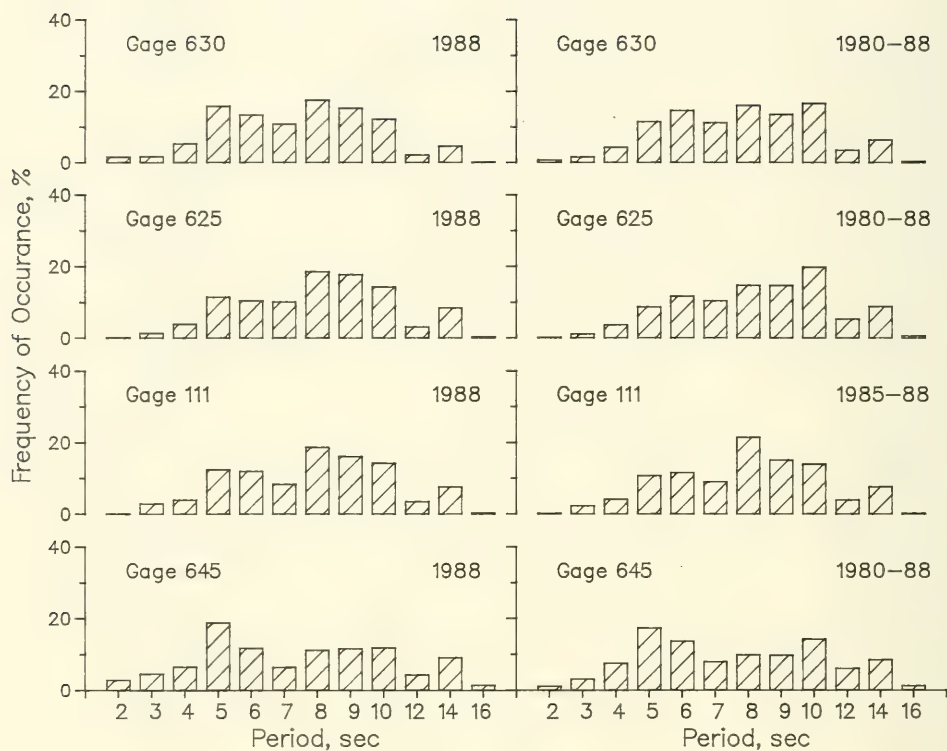 40
20
0
Gage 630 1988
Gage 630 1980-88
40
20
0
Gage 625 1988
Gage 625 1980-88
40
20
0
Gage 111 1988
Gage 111 1985-88
40
20
0
Gage 645 1988
Gage 645 1980-88
Frequency of Occurance, %
2 3 4 5 6 7 8 9 10 12 14 16
2 3 4 5 6 7 8 9 10 12 14 16
Period, sec
Period, sec